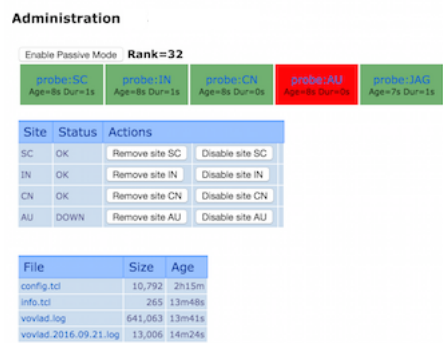 Administration
Enable Passive Mode Rank=32
probe:SC probe:IN probe:CN probe:AU probe:JAG
Age=8s Dur=1s Age=8s Dur=1s Age=8s Dur=0s Age=8s Dur=0s Age=7s Dur=1s
Site Status Actions
SC OK Remove site SC Disable site SC
IN OK Remove site IN Disable site IN
CN OK Remove site CN Disable site CN
AU DOWN Remove site AU Disable site AU
File Size Age
config.tcl 10,792 2h15m
info.tcl 265 13m48s
vovlad.log 641,063 13m41s
vovlad.2016.09.21.log 13,006 14m24s